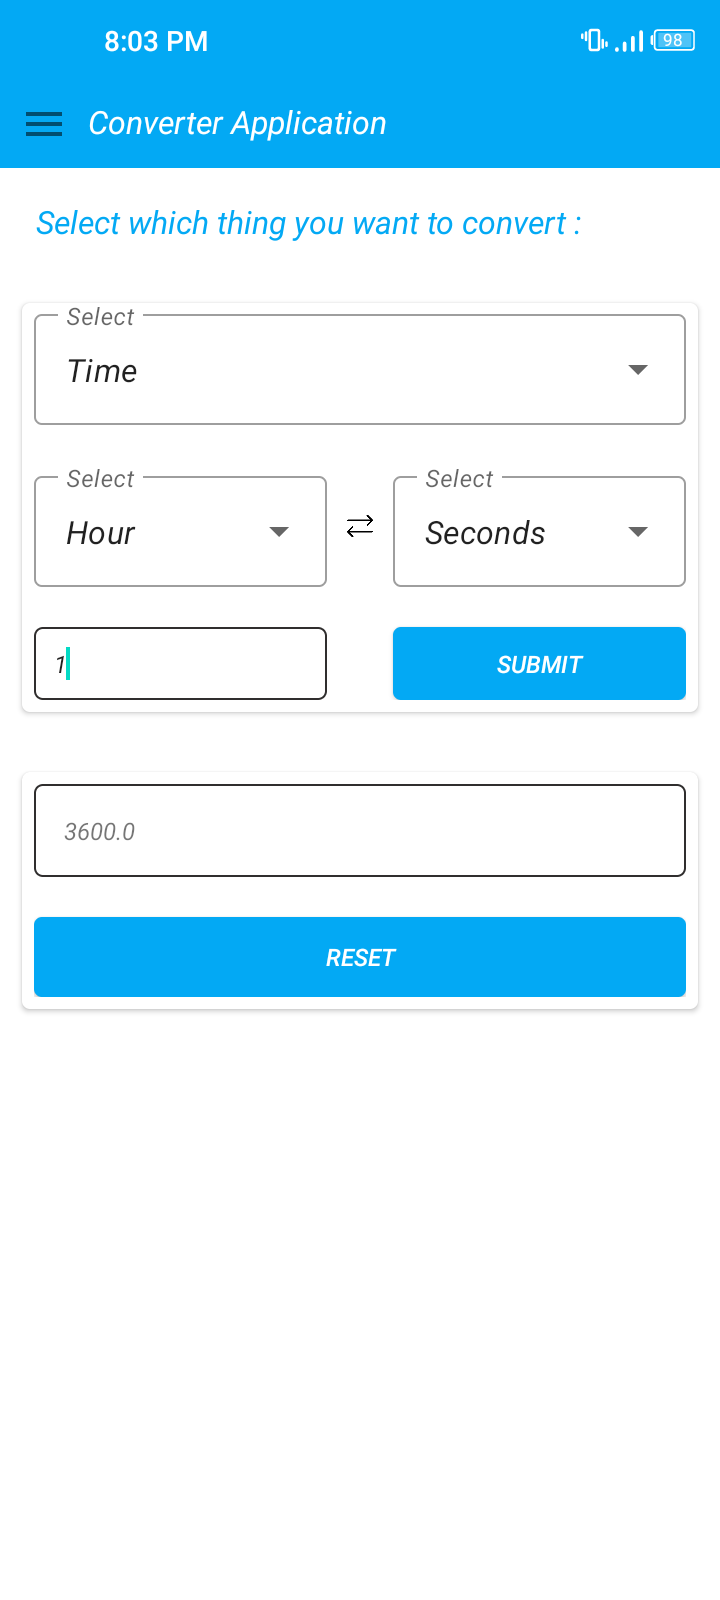 8:03 PM 98
Converter Application
Select which thing you want to convert :
Select
Time
Select Select
Hour Seconds
1 SUBMIT
3600.0
RESET